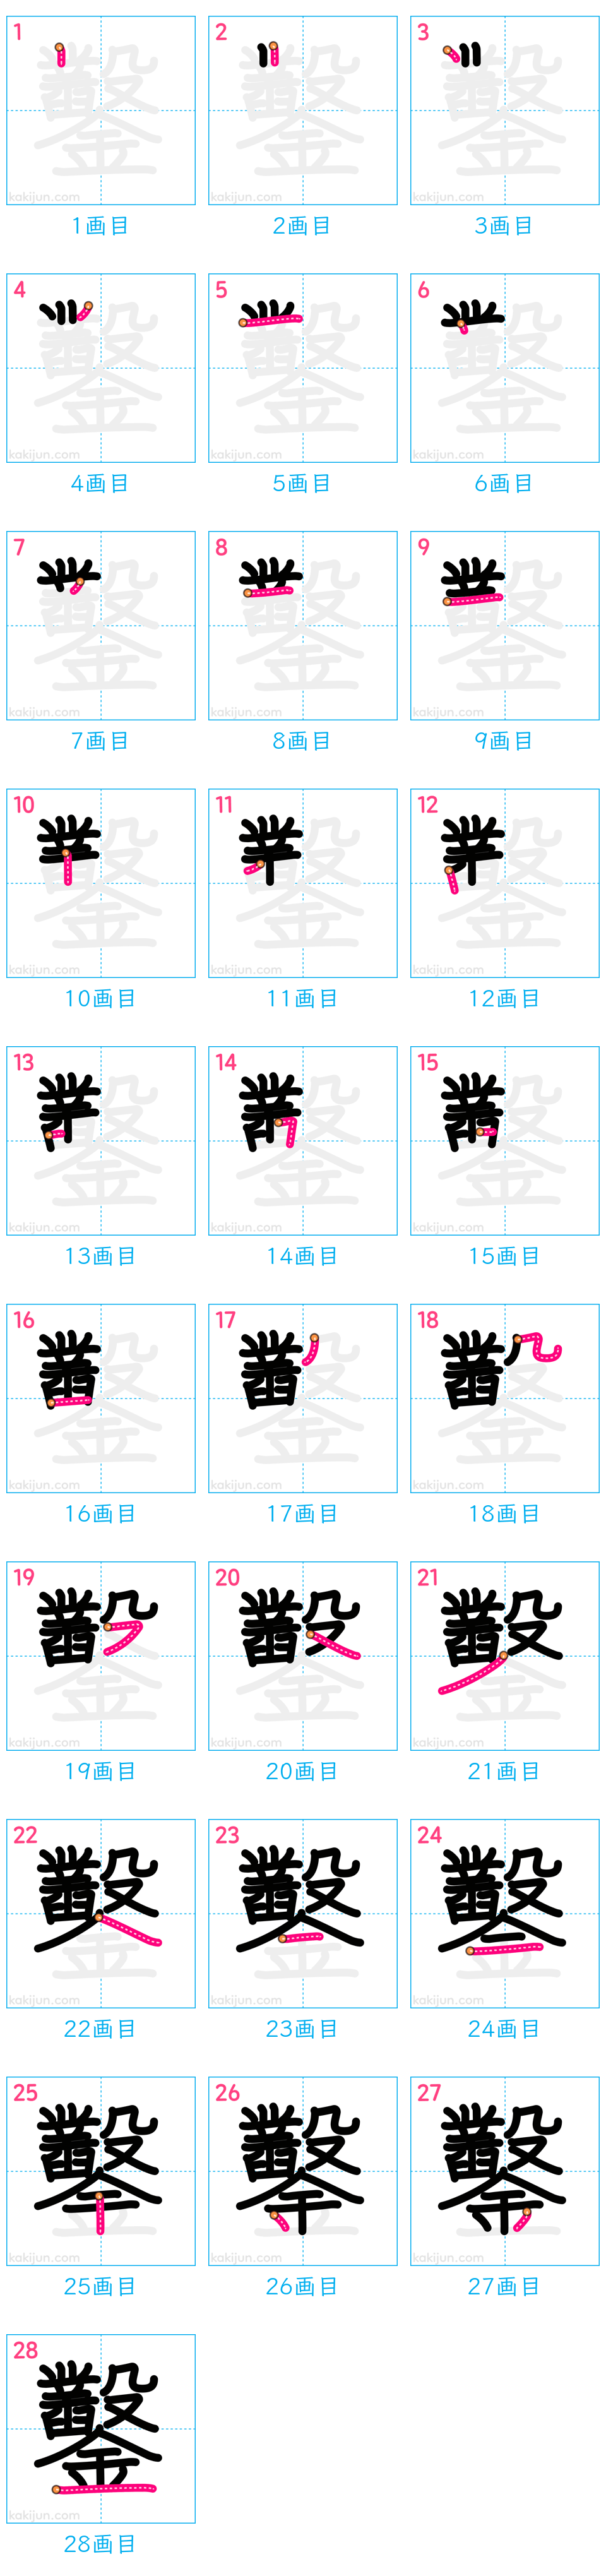 1 2 3
kakijun.com kakijun.com kakijun.com
1画目 2画目 3画目
4 5 6
kakijun.com kakijun.com kakijun.com
4画目 5画目 6画目
7 8 9
kakijun.com kakijun.com kakijun.com
7画目 8画目 9画目
10 11 12
kakijun.com kakijun.com kakijun.com
10画目 11画目 12画目
13 14 15
kakijun.com kakijun.com kakijun.com
13画目 14画目 15画目
16 17 18
kakijun.com kakijun.com kakijun.com
16画目 17画目 18画目
19 20 21
kakijun.com kakijun.com kakijun.com
19画目 20画目 21画目
22 23 24
kakijun.com kakijun.com kakijun.com
22画目 23画目 24画目
25 26 27
kakijun.com kakijun.com kakijun.com
25画目 26画目 27画目
28
鑿
kakijun.com
28画目